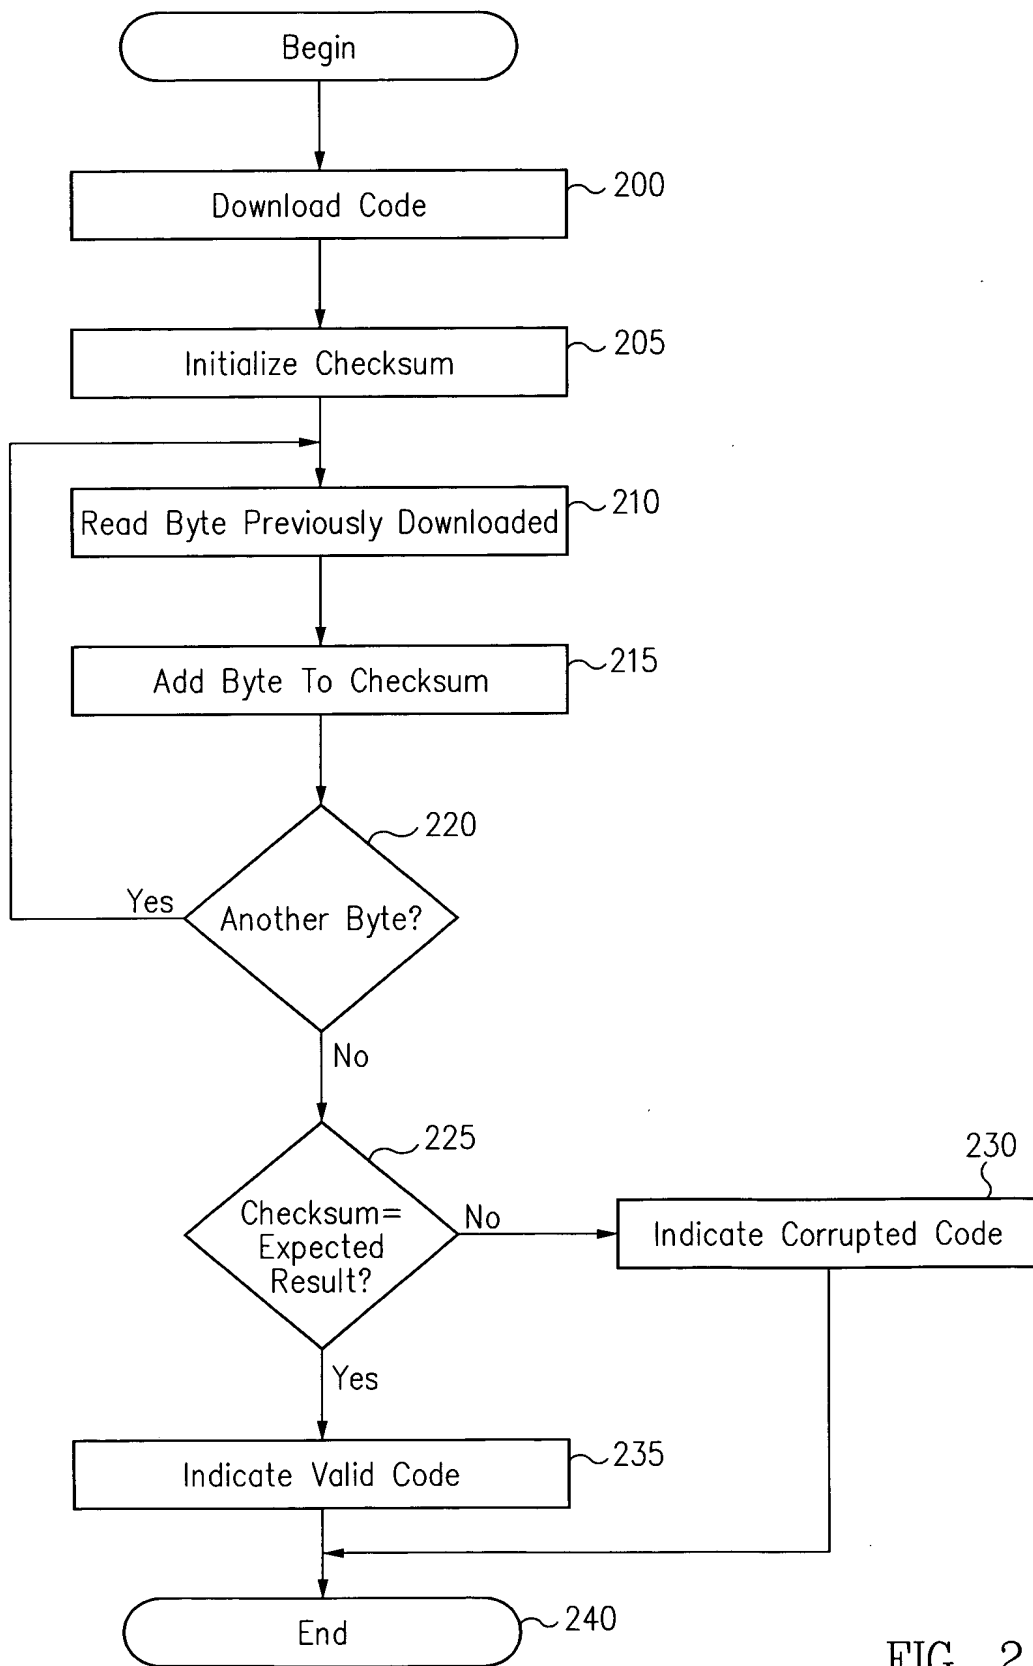 Begin
Download Code
200
Initialize Checksum
205
Read Byte Previously Downloaded
210
Add Byte To Checksum
215
220
Another Byte?
Yes
No
225
Checksum=
Expected
Result?
No
230
Indicate Corrupted Code
Yes
Indicate Valid Code
235
End
240
FIG. 2